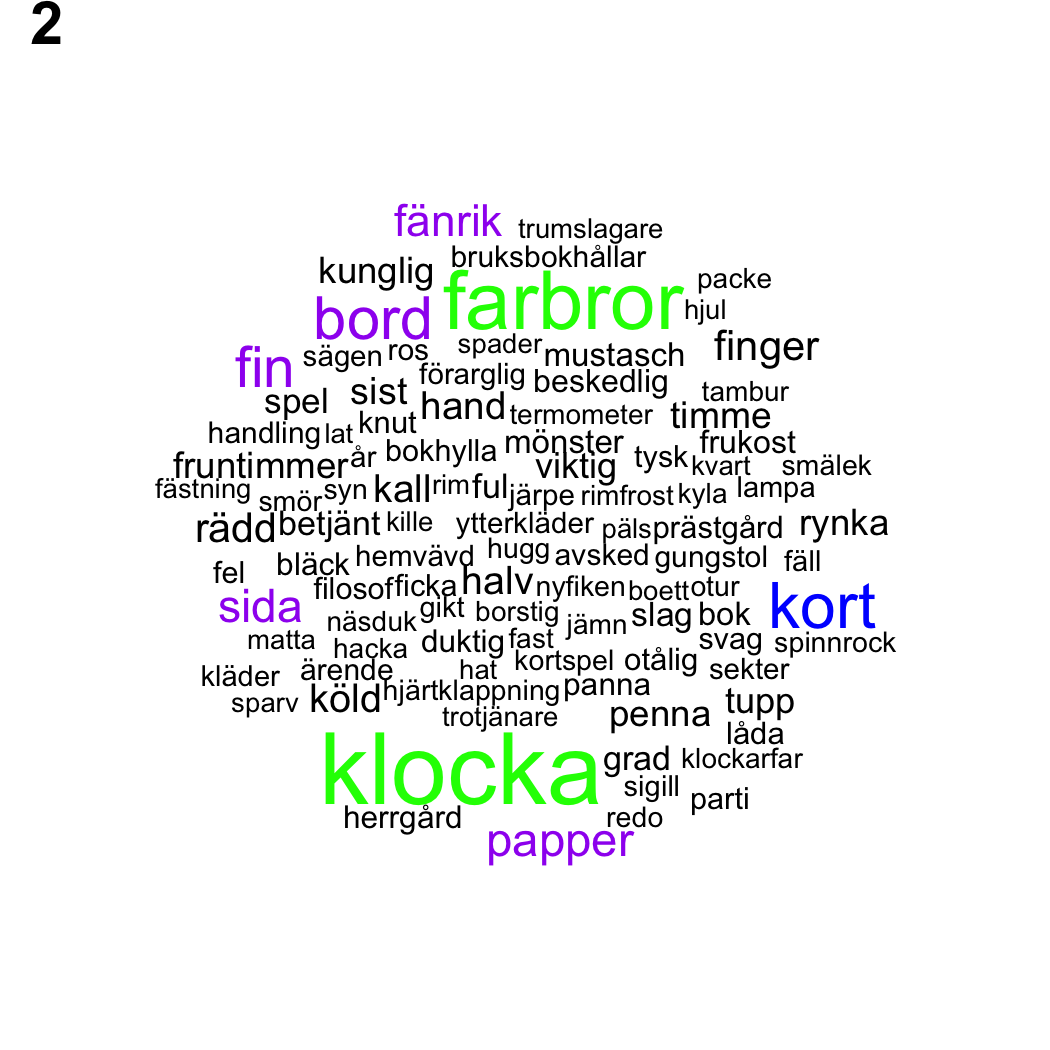 2
fänrik trumslagare
bruksbokhållar
kunglig farbror packe
bord hjul
fin sägen ros spader mustasch finger
förarglig beskedlig
spel sist hand termometer tambur timme
handling lat knut mönster frukost
fruntimmer år bokhylla viktig tysk kvart smälek
fästning smör syn kall rim ful järpe rimfrost kyla lampa
rädd betjänt kille ytterkläder päls prästgård rynka
fel bläck hemvävd hugg avsked gungstol fäll
filosof ficka halv nyfiken boett otur
sida näsduk gikt borstig jämn slag bok kort
matta hacka duktig fast svag spinnrock
kläder ärende hat kortspel otålig sekter
sparv köld hjärtklappning panna tupp
trotjänare penna låda
klocka grad klockarfar
sigill parti
herrgård redo
papper